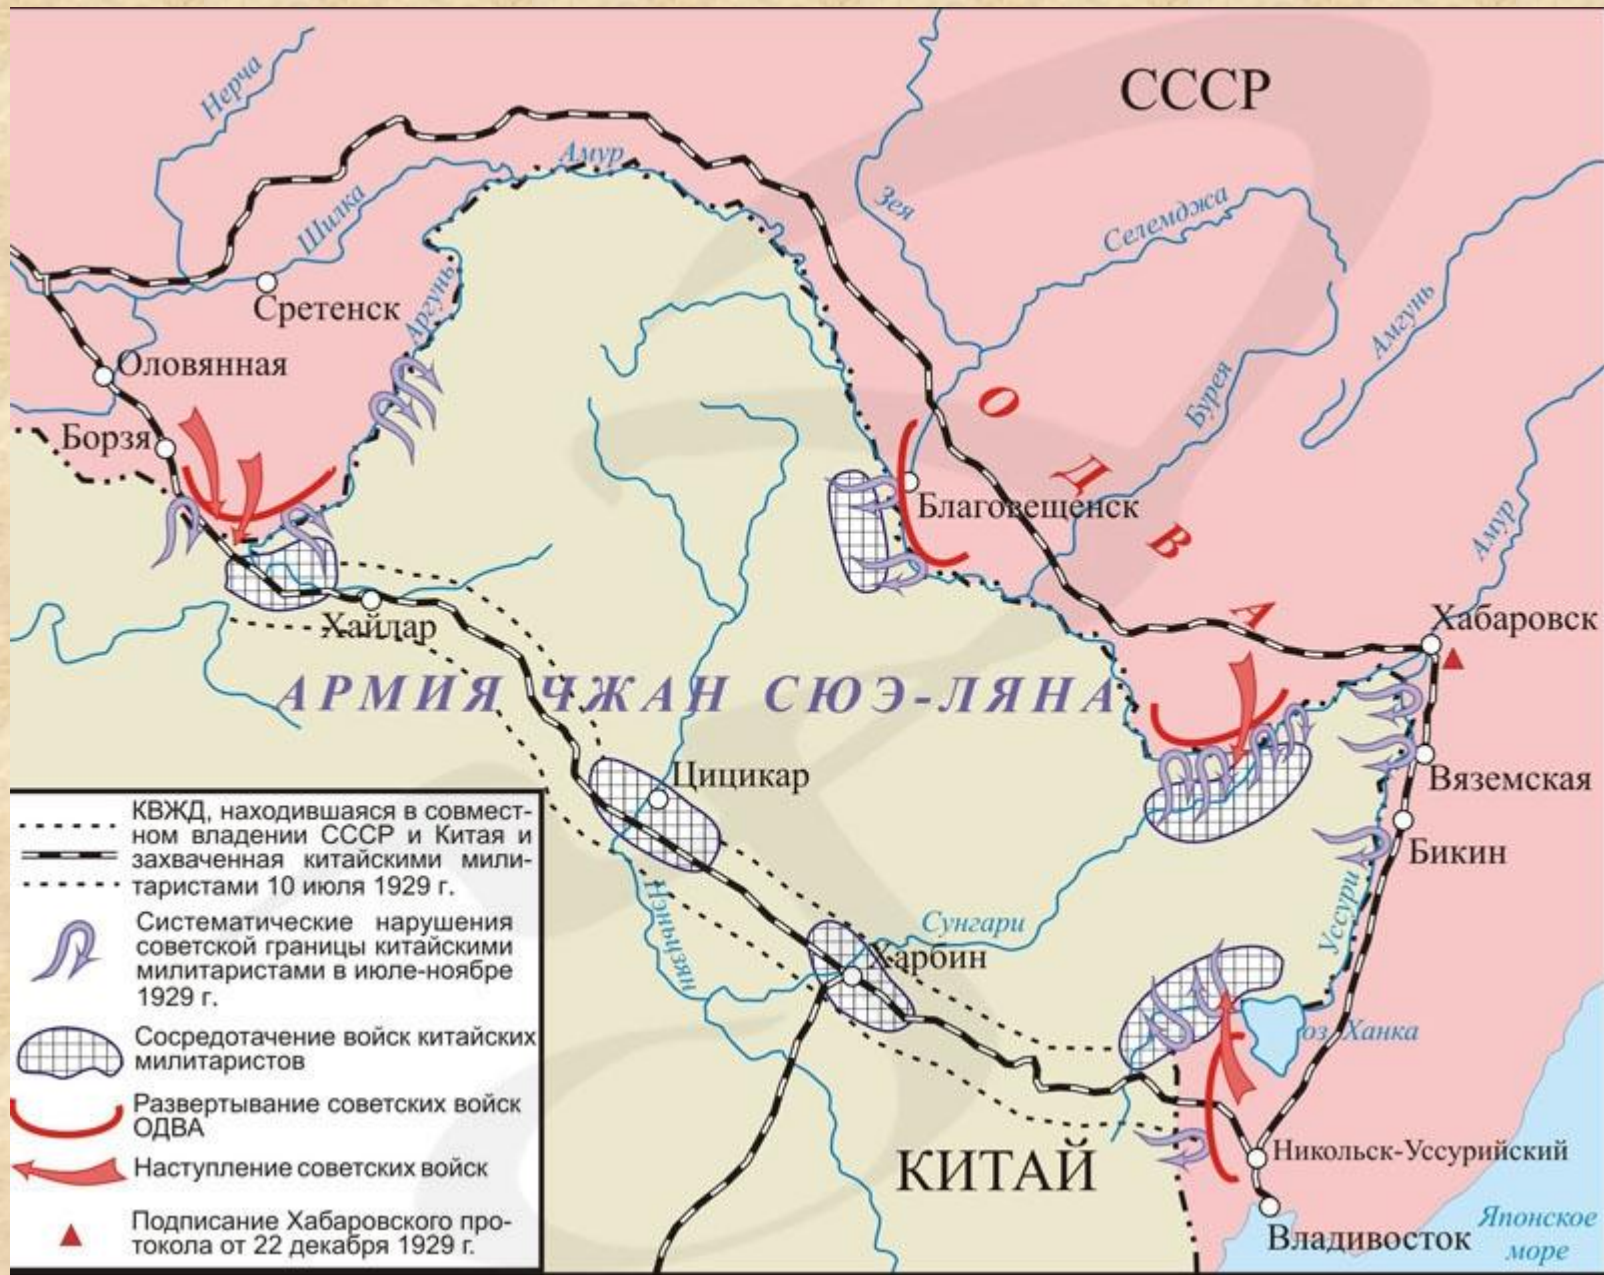 СССР
Нерча
Амур
Шилка
Зея
Селемджа
Сретенск
Аргунь
Амгунь
Оловянная
Бурея
Борзя
О
Д
В
А
Благовещенск
Амур
Хабаровск
Хайлар
АРМИЯ ЧЖАН СЮЭ-ЛЯНА
Цицикар
Вяземская
Бикин
Уссури
Нэньцзян
Сунгари
Харбин
оз. Ханка
КИТАЙ
Никольск-Уссурийский
Владивосток
Японское
море
КВЖД, находившаяся в совмест-
ном владении СССР и Китая и
захваченная китайскими мили-
таристами 10 июля 1929 г.
Систематические нарушения
советской границы китайскими
милитаристами в июле-ноябре
1929 г.
Сосредотачение войск китайских
милитаристов
Развертывание советских войск
ОДВА
Наступление советских войск
Подписание Хабаровского про-
токола от 22 декабря 1929 г.